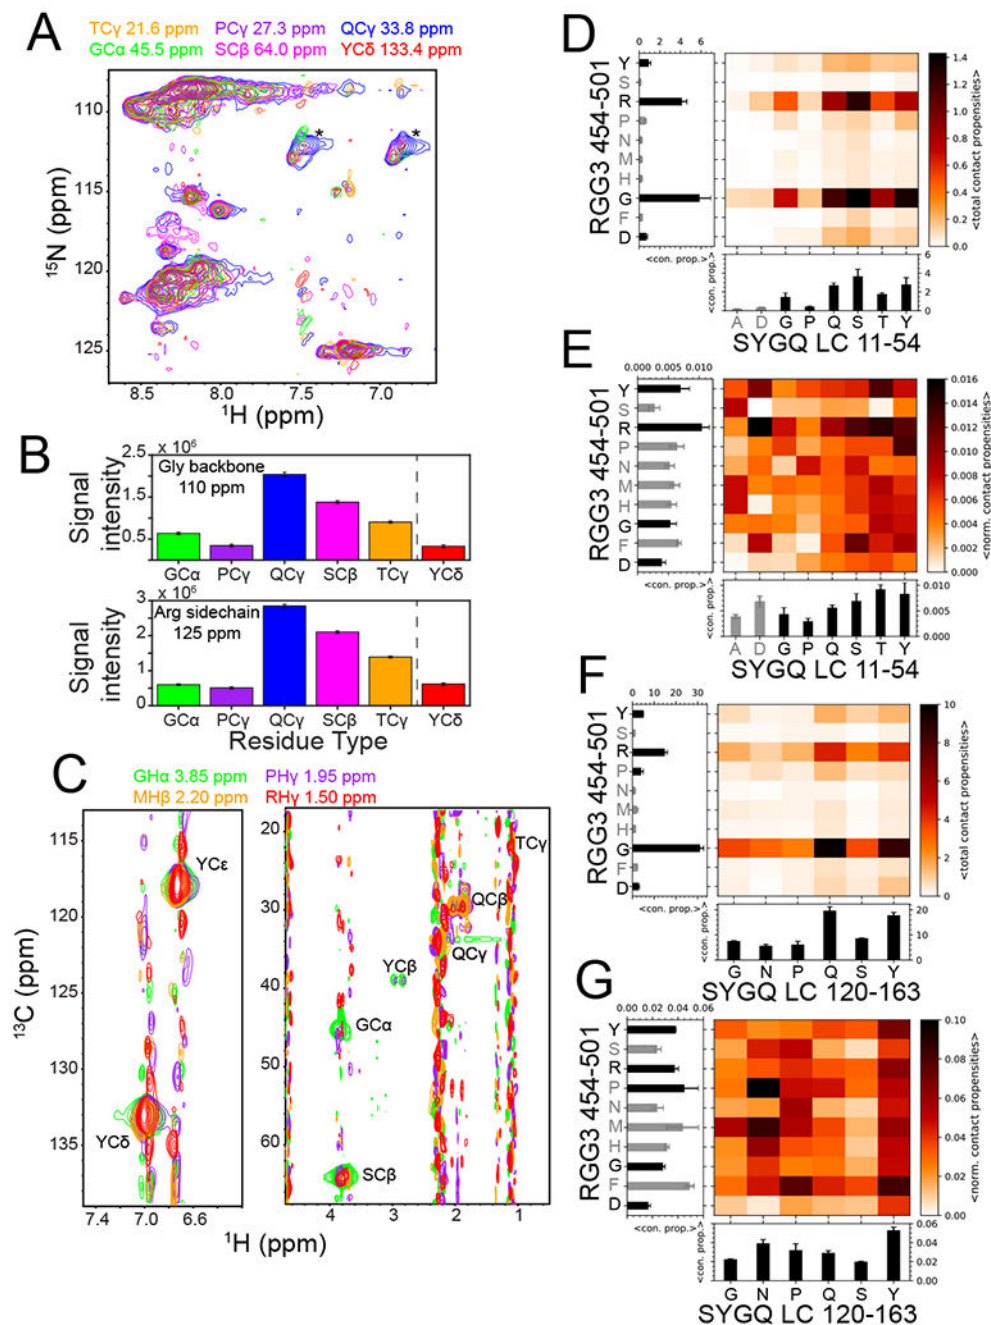 A
TCγ 21.6 ppm PCγ 27.3 ppm QCγ 33.8 ppm
GCα 45.5 ppm SCβ 64.0 ppm YCδ 133.4 ppm
110
115
120
125
15N (ppm)
* *
8.5 8.0 7.5 7.0
1H (ppm)
B
x 10⁶
Gly backbone
110 ppm
2.5
1.5
0.5
Signal intensity
GCα PCγ QCγ SCβ TCγ YCδ
x 10⁶
Arg sidechain
125 ppm
3
2
1
0
Signal intensity
GCα PCγ QCγ SCβ TCγ YCδ
Residue Type
C
GHα 3.85 ppm PHγ 1.95 ppm
MHβ 2.20 ppm RHγ 1.50 ppm
115
120
125
130
135
13C (ppm)
YCε
YCδ
7.4 7.0 6.6
20
30
40
50
60
TCγ
QCβ
QCγ
YCβ
GCα
SCβ
4 3 2 1
1H (ppm)
D
0 2 4 6
RGG3 454-501
Y
S
R
P
N
M
H
G
F
D
<con. prop.>
1.4
1.2
1.0
0.8
0.6
0.4
0.2
0.0
<total contact propensities>
<con. prop.>
6
4
2
0
A D G P Q S T Y
SYGQ LC 11-54
E
0.000 0.005 0.010
RGG3 454-501
Y
S
R
P
N
M
H
G
F
D
<con. prop.>
0.016
0.014
0.012
0.010
0.008
0.006
0.004
0.002
0.000
<norm. contact propensities>
<con. prop.>
0.010
0.005
0.000
A D G P Q S T Y
SYGQ LC 11-54
F
0 10 20 30
RGG3 454-501
Y
S
R
P
N
M
H
G
F
D
<con. prop.>
10
8
6
4
2
0
<total contact propensities>
<con. prop.>
20
10
0
G N P Q S Y
SYGQ LC 120-163
G
0.00 0.02 0.04 0.06
RGG3 454-501
Y
S
R
P
N
M
H
G
F
D
<con. prop.>
0.10
0.08
0.06
0.04
0.02
0.00
<norm. contact propensities>
<con. prop.>
0.06
0.04
0.02
0.00
G N P Q S Y
SYGQ LC 120-163